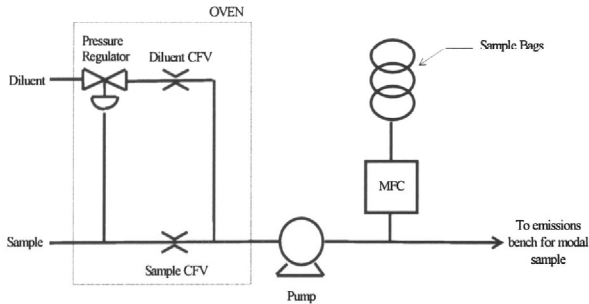 OVEN
Pressure
Regulator
Diluent CFV
Sample Bags
Diluent
MFC
Sample
To emissions
bench for modal
sample
Sample CFV
Pump